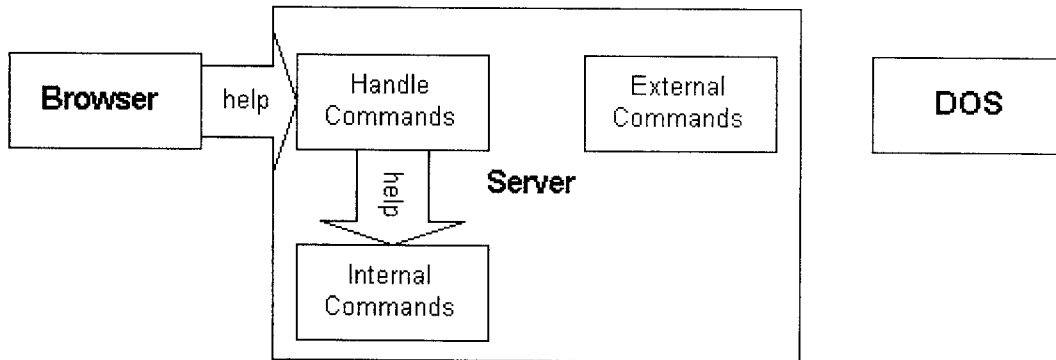 Browser
help
Handle
Commands
External
Commands
DOS
help
Server
Internal
Commands